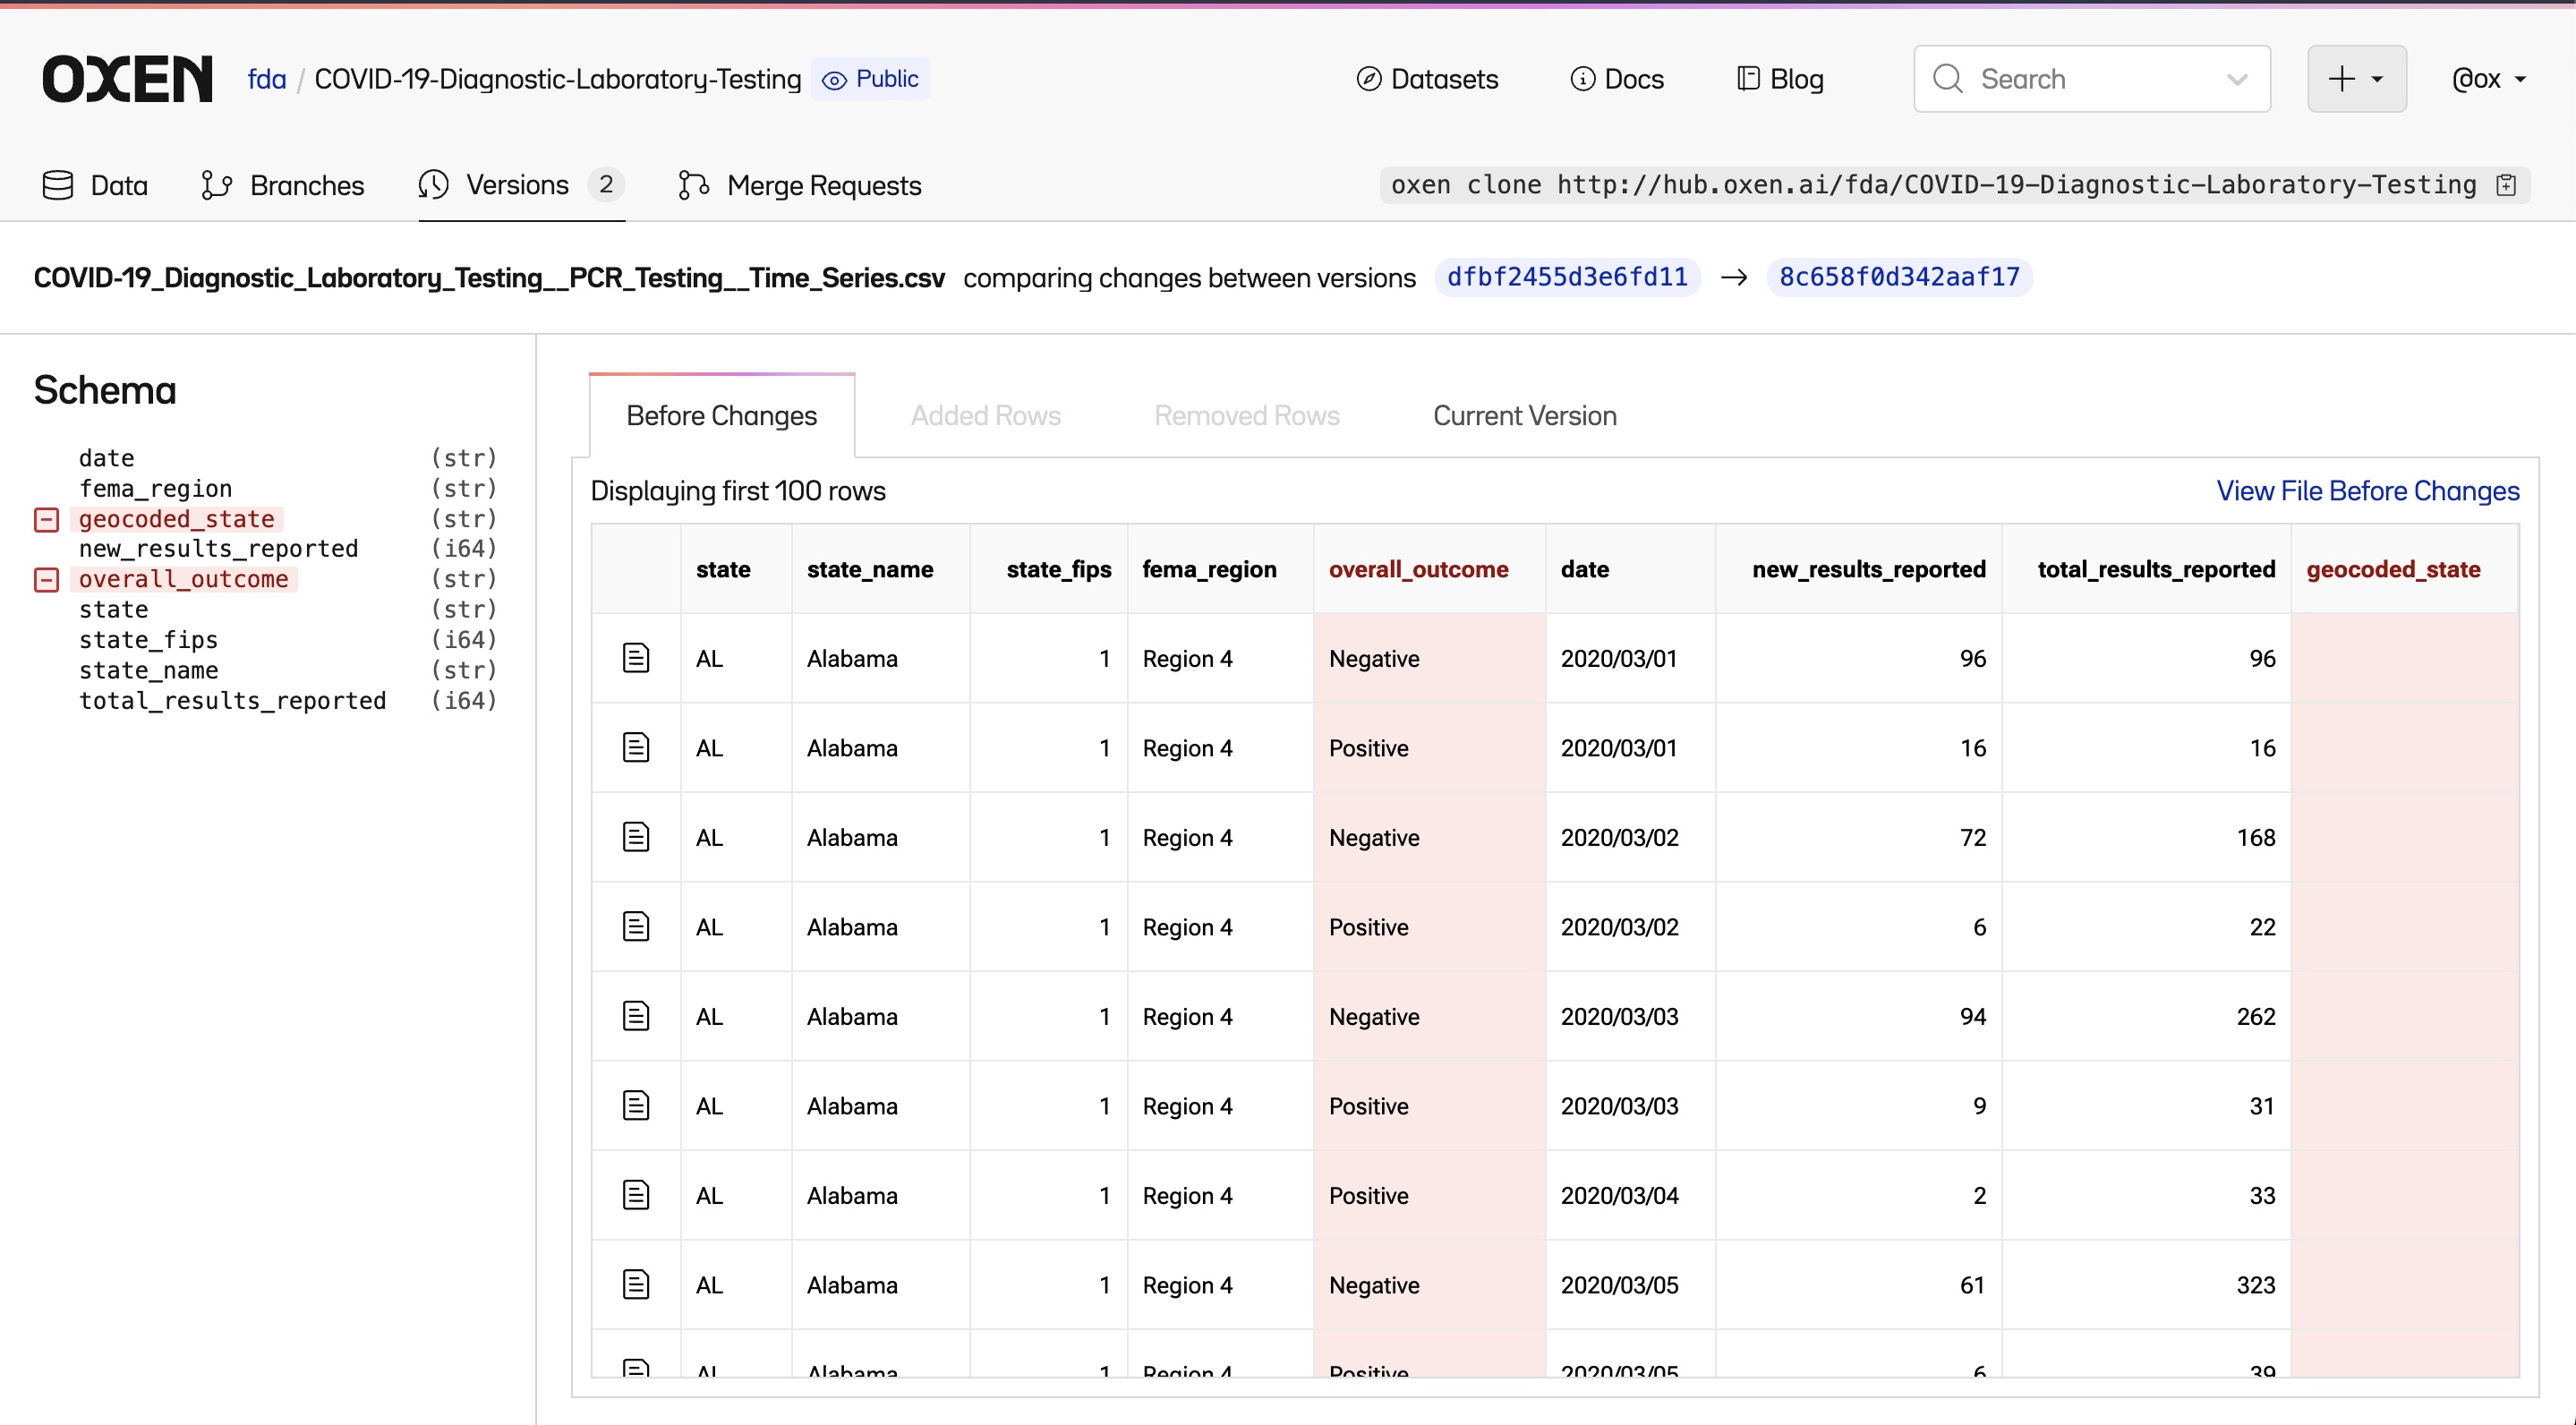 OXEN fda / COVID-19-Diagnostic-Laboratory-Testing Public Datasets Docs Blog Search @ox
Data Branches Versions 2 Merge Requests oxen clone http://hub.oxen.ai/fda/COVID-19-Diagnostic-Laboratory-Testing
COVID-19_Diagnostic_Laboratory_Testing__PCR_Testing__Time_Series.csv comparing changes between versions dfbf2455d3e6fd11 → 8c658f0d342aaf17
Schema
date (str)
fema_region (str)
geocoded_state (str)
new_results_reported (i64)
overall_outcome (str)
state (str)
state_fips (i64)
state_name (str)
total_results_reported (i64)
Before Changes Added Rows Removed Rows Current Version
Displaying first 100 rows View File Before Changes
state state_name state_fips fema_region overall_outcome date new_results_reported total_results_reported geocoded_state
AL Alabama 1 Region 4 Negative 2020/03/01 96 96
AL Alabama 1 Region 4 Positive 2020/03/01 16 16
AL Alabama 1 Region 4 Negative 2020/03/02 72 168
AL Alabama 1 Region 4 Positive 2020/03/02 6 22
AL Alabama 1 Region 4 Negative 2020/03/03 94 262
AL Alabama 1 Region 4 Positive 2020/03/03 9 31
AL Alabama 1 Region 4 Positive 2020/03/04 2 33
AL Alabama 1 Region 4 Negative 2020/03/05 61 323
AL Alabama 1 Region 4 Positive 2020/03/05 6 39